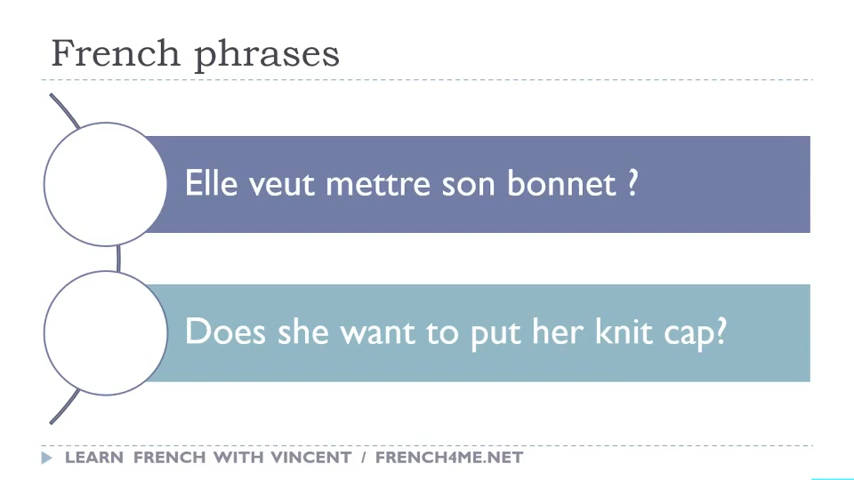 French phrases
Elle veut mettre son bonnet ?
Does she want to put her knit cap?
LEARN FRENCH WITH VINCENT / FRENCH4ME.NET